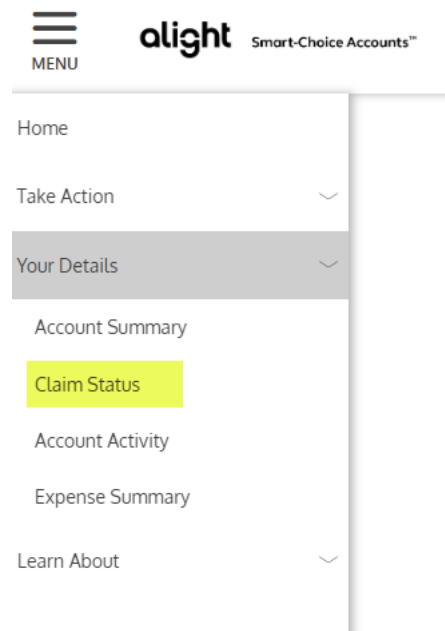 MENU
alight Smart-Choice Accounts™
Home
Take Action
Your Details
Account Summary
Claim Status
Account Activity
Expense Summary
Learn About